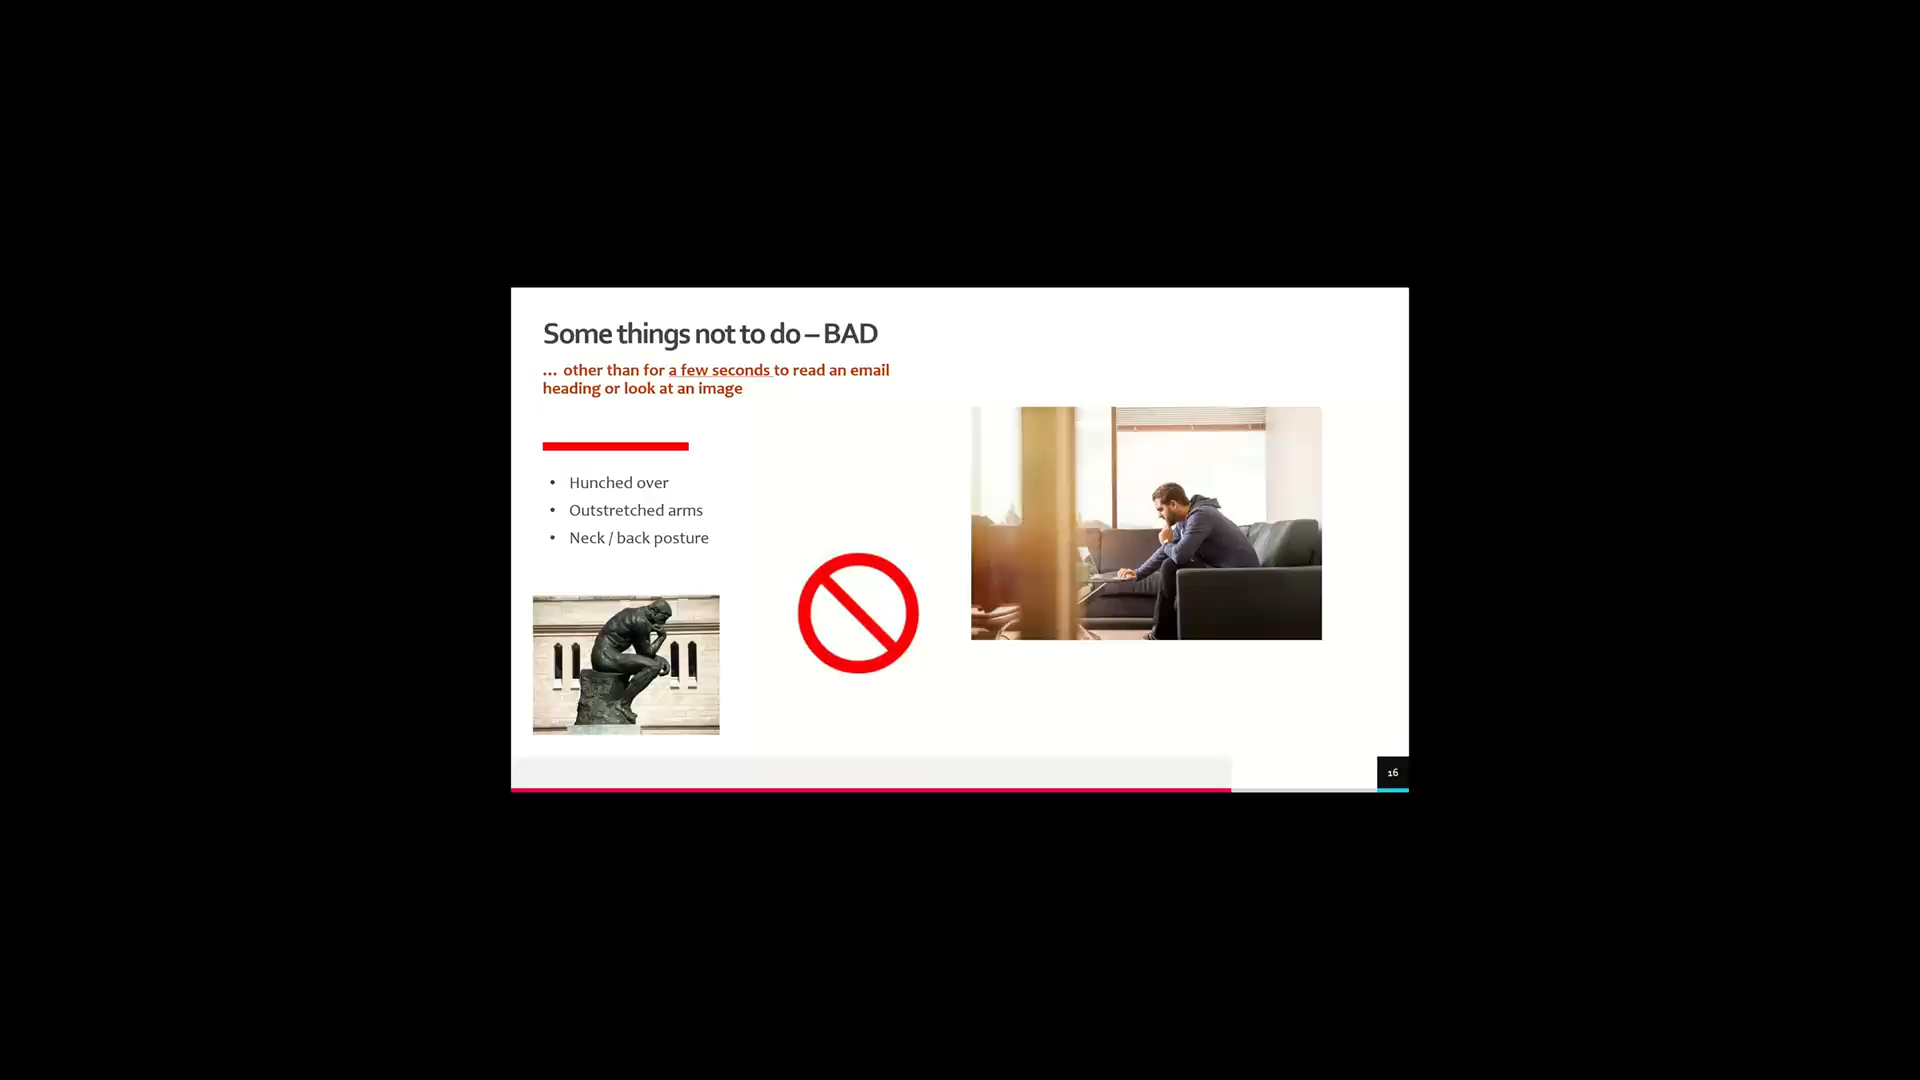 Some things not to do – BAD
... other than for a few seconds to read an email
heading or look at an image
• Hunched over
• Outstretched arms
• Neck / back posture
16